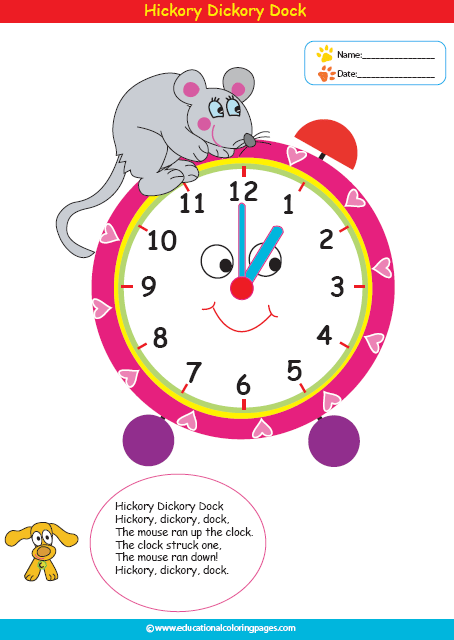 Hickory Dickory Dock
Name:________________
Date:________________
12
11
1
10
2
9
3
8
4
7
5
6
Hickory Dickory Dock
Hickory, dickory, dock,
The mouse ran up the clock.
The clock struck one,
The mouse ran down!
Hickory, dickory, dock.
© www.educationalcoloringpages.com